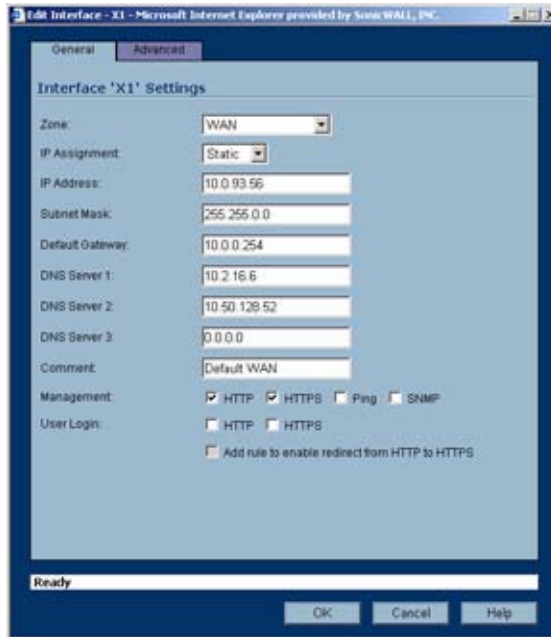 Edit Interface - X1 - Microsoft Internet Explorer provided by SonicWALL, INC.
General Advanced
Interface 'X1' Settings
Zone: WAN
IP Assignment: Static
IP Address: 10.0.93.56
Subnet Mask: 255.255.0.0
Default Gateway: 10.0.0.254
DNS Server 1: 10.2.16.6
DNS Server 2: 10.50.128.52
DNS Server 3: 0.0.0.0
Comment: Default WAN
Management: HTTP HTTPS Ping SNMP
User Login: HTTP HTTPS
Add rule to enable redirect from HTTP to HTTPS
Ready
OK Cancel Help